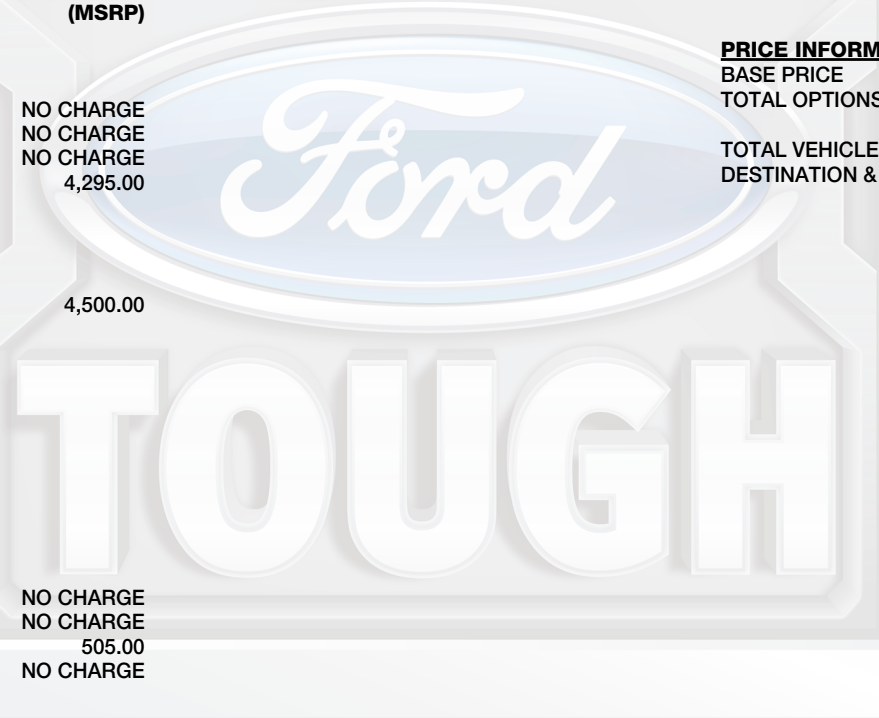 (MSRP)
PRICE INFORM
BASE PRICE
TOTAL OPTIONS
NO CHARGE
NO CHARGE
NO CHARGE
4,295.00
TOTAL VEHICLE
DESTINATION &
Ford
4,500.00
TOUGH
NO CHARGE
NO CHARGE
505.00
NO CHARGE